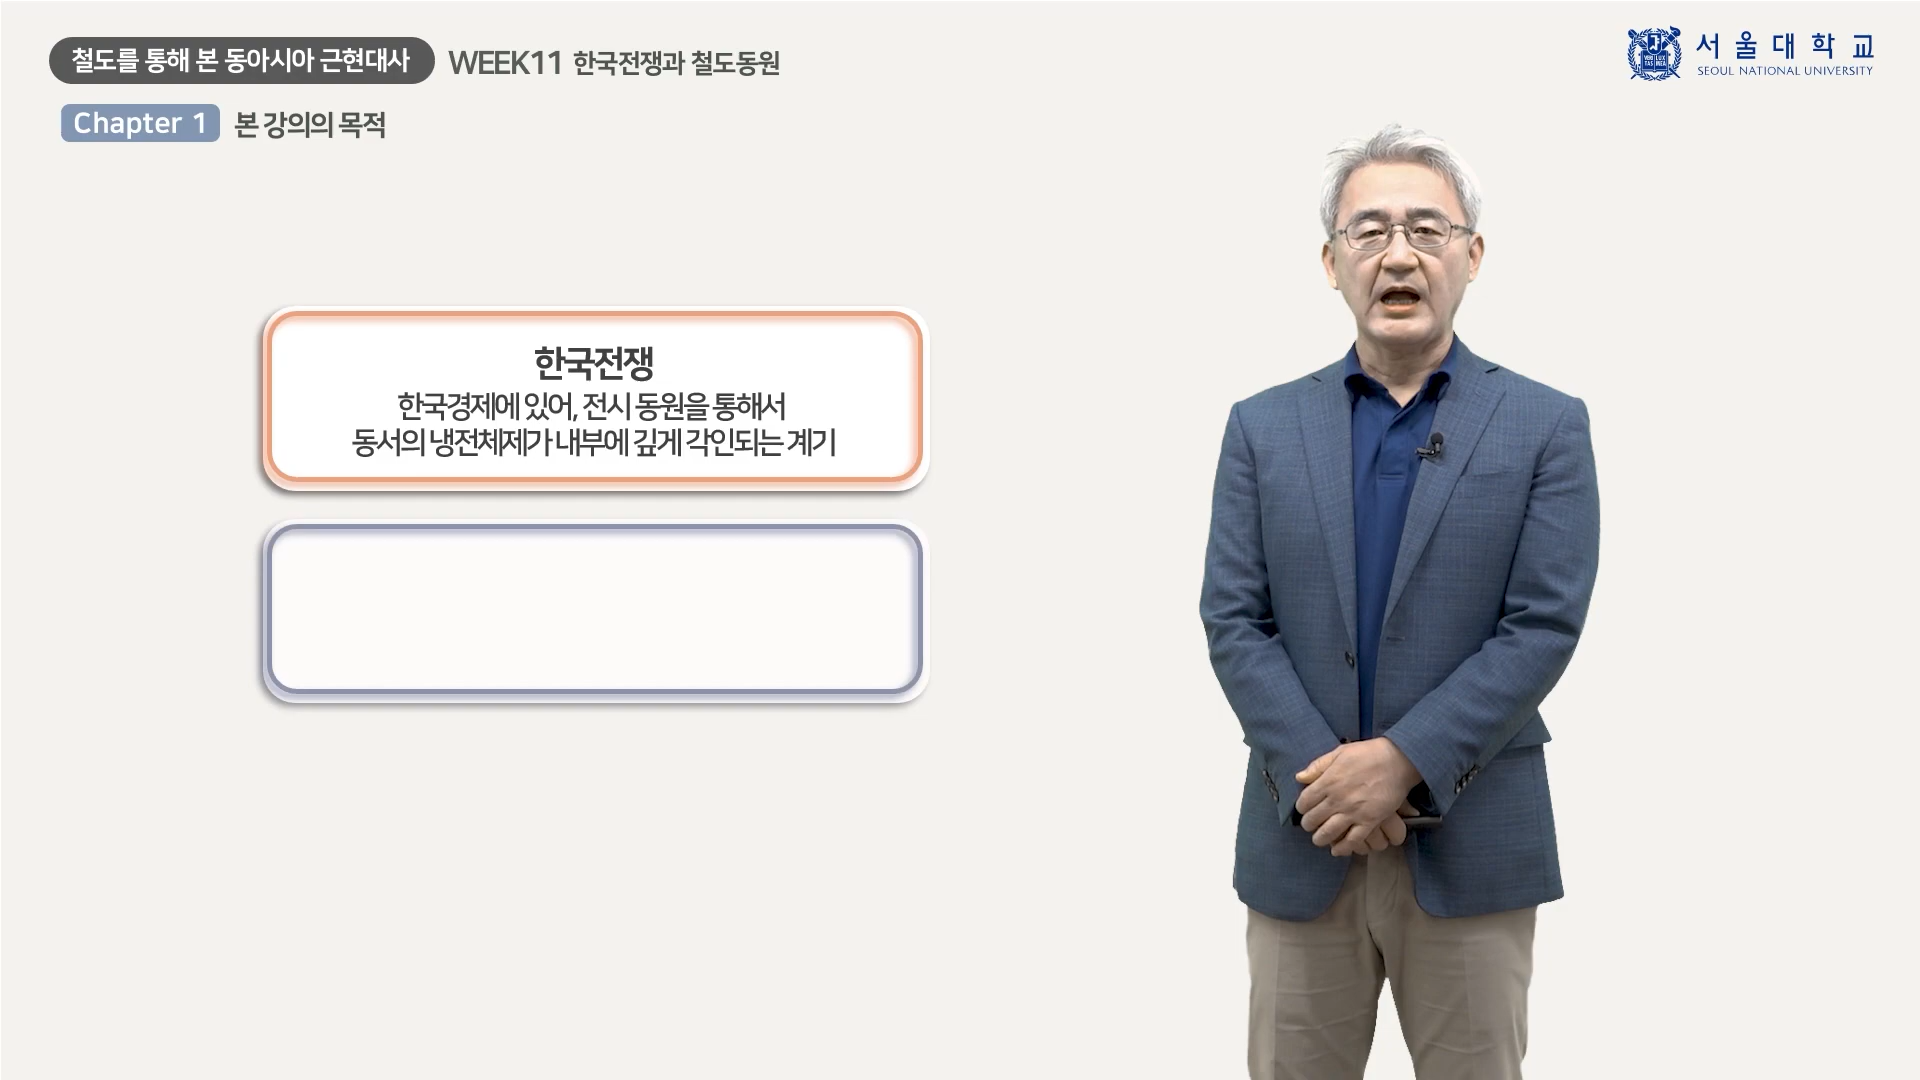 철도를 통해 본 동아시아 근현대사 WEEK11 한국전쟁과 철도동원
서울대학교
SEOUL NATIONAL UNIVERSITY
Chapter 1 본 강의의 목적
한국전쟁
한국경제에 있어, 전시 동원을 통해서
동서의 냉전체제가 내부에 깊게 각인되는 계기